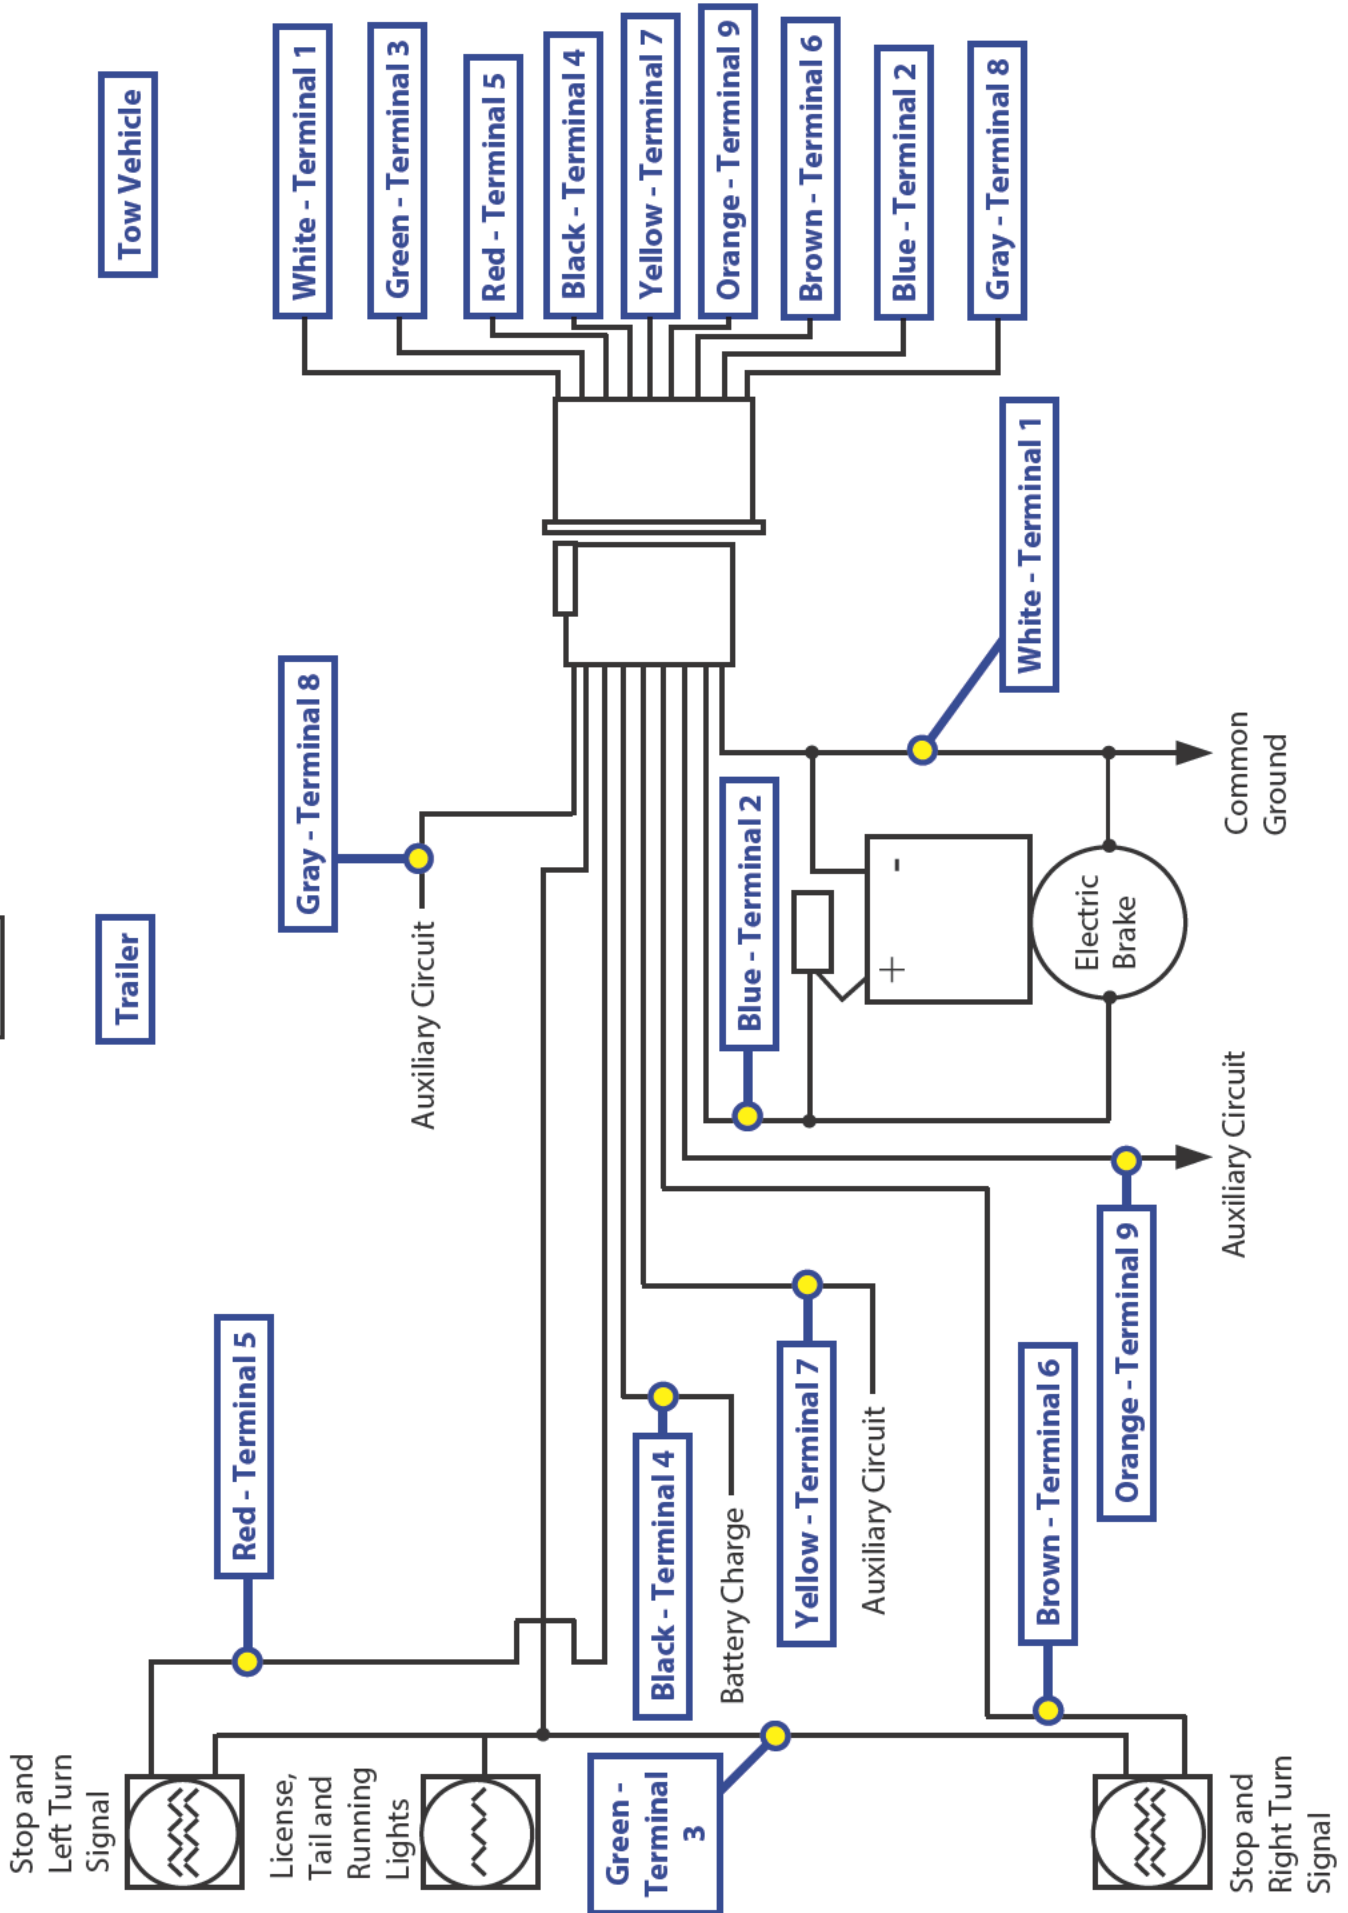 Stop and
Left Turn
Signal
License,
Tail and
Running
Lights
Green -
Terminal
3
Stop and
Right Turn
Signal
Red - Terminal 5
Black - Terminal 4
Battery Charge
Yellow - Terminal 7
Auxiliary Circuit
Brown - Terminal 6
Orange - Terminal 9
Auxiliary Circuit
Trailer
Gray - Terminal 8
Auxiliary Circuit
Blue - Terminal 2
+
-
Electric
Brake
White - Terminal 1
Common
Ground
Tow Vehicle
White - Terminal 1
Green - Terminal 3
Red - Terminal 5
Black - Terminal 4
Yellow - Terminal 7
Orange - Terminal 9
Brown - Terminal 6
Blue - Terminal 2
Gray - Terminal 8